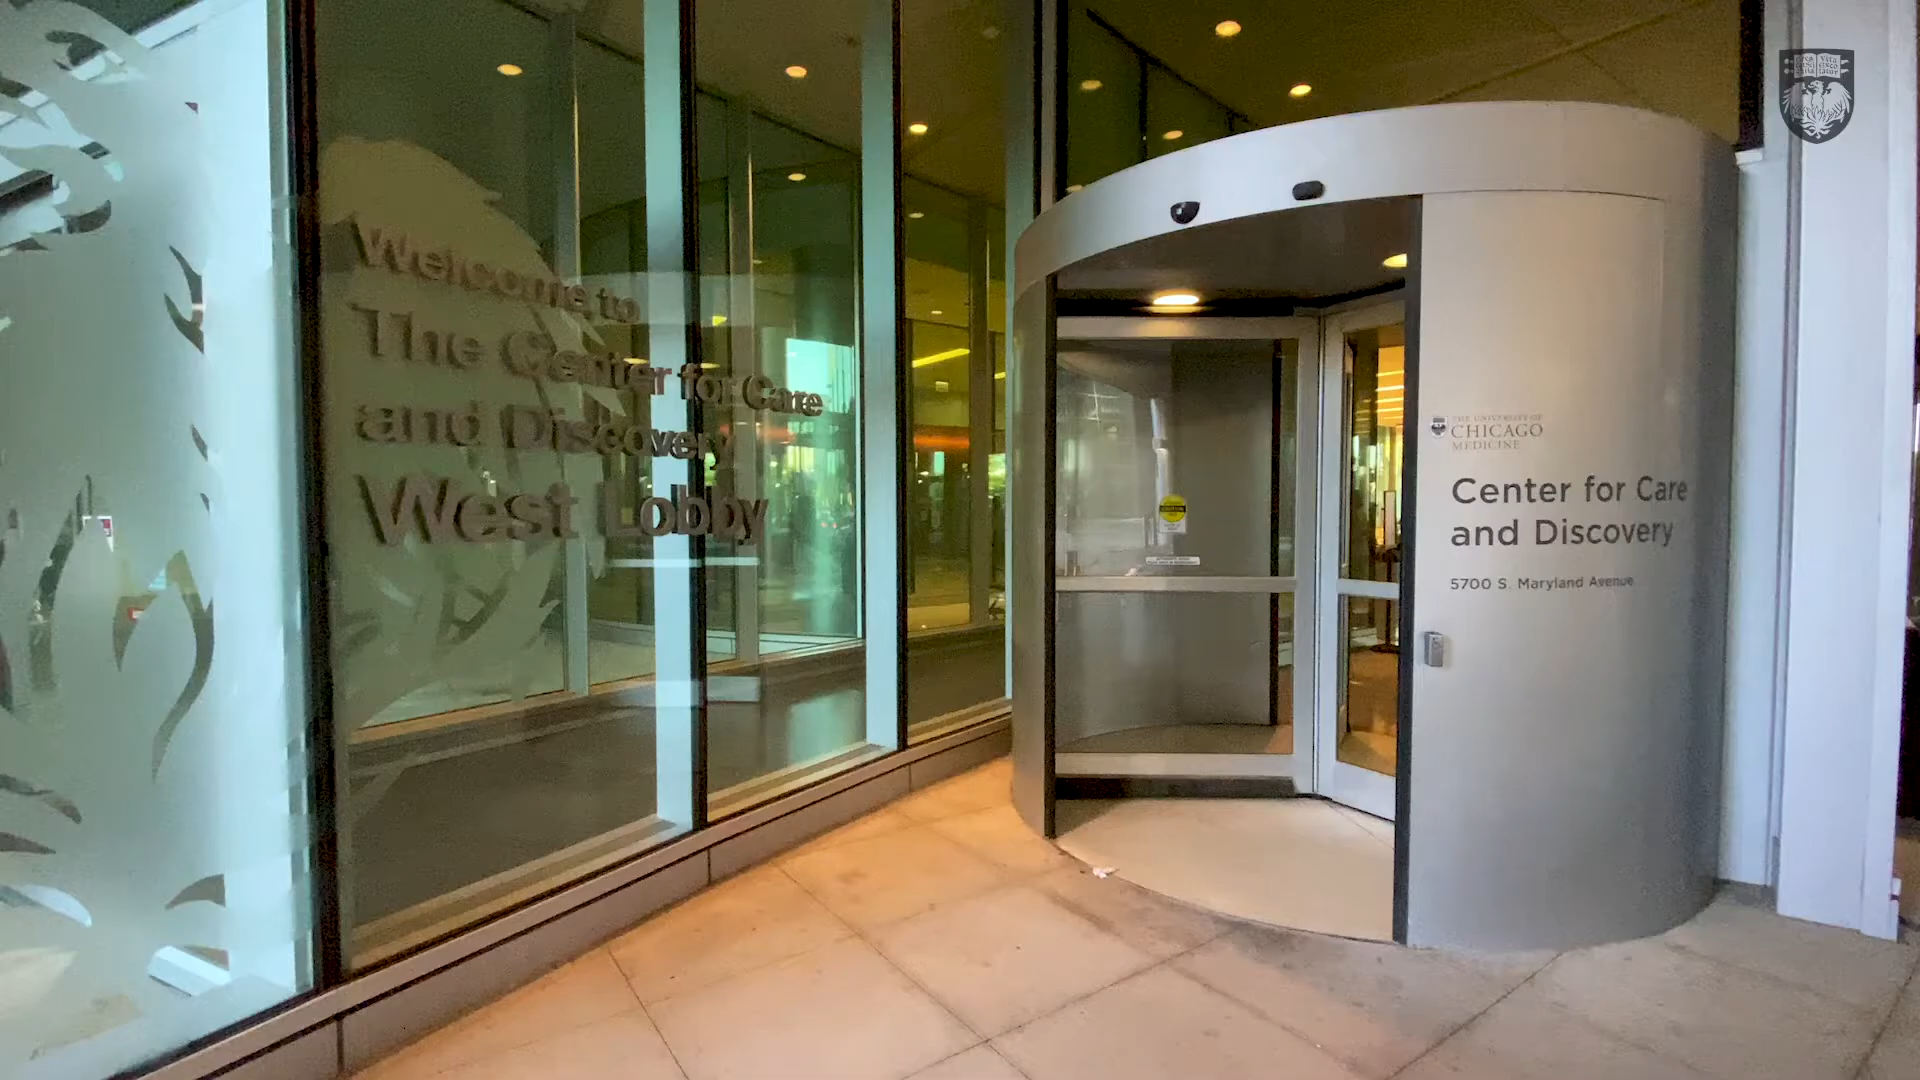 Welcome to
The Center for Care
and Discovery
West Lobby
THE UNIVERSITY OF
CHICAGO
MEDICINE
Center for Care
and Discovery
5700 S. Maryland Avenue